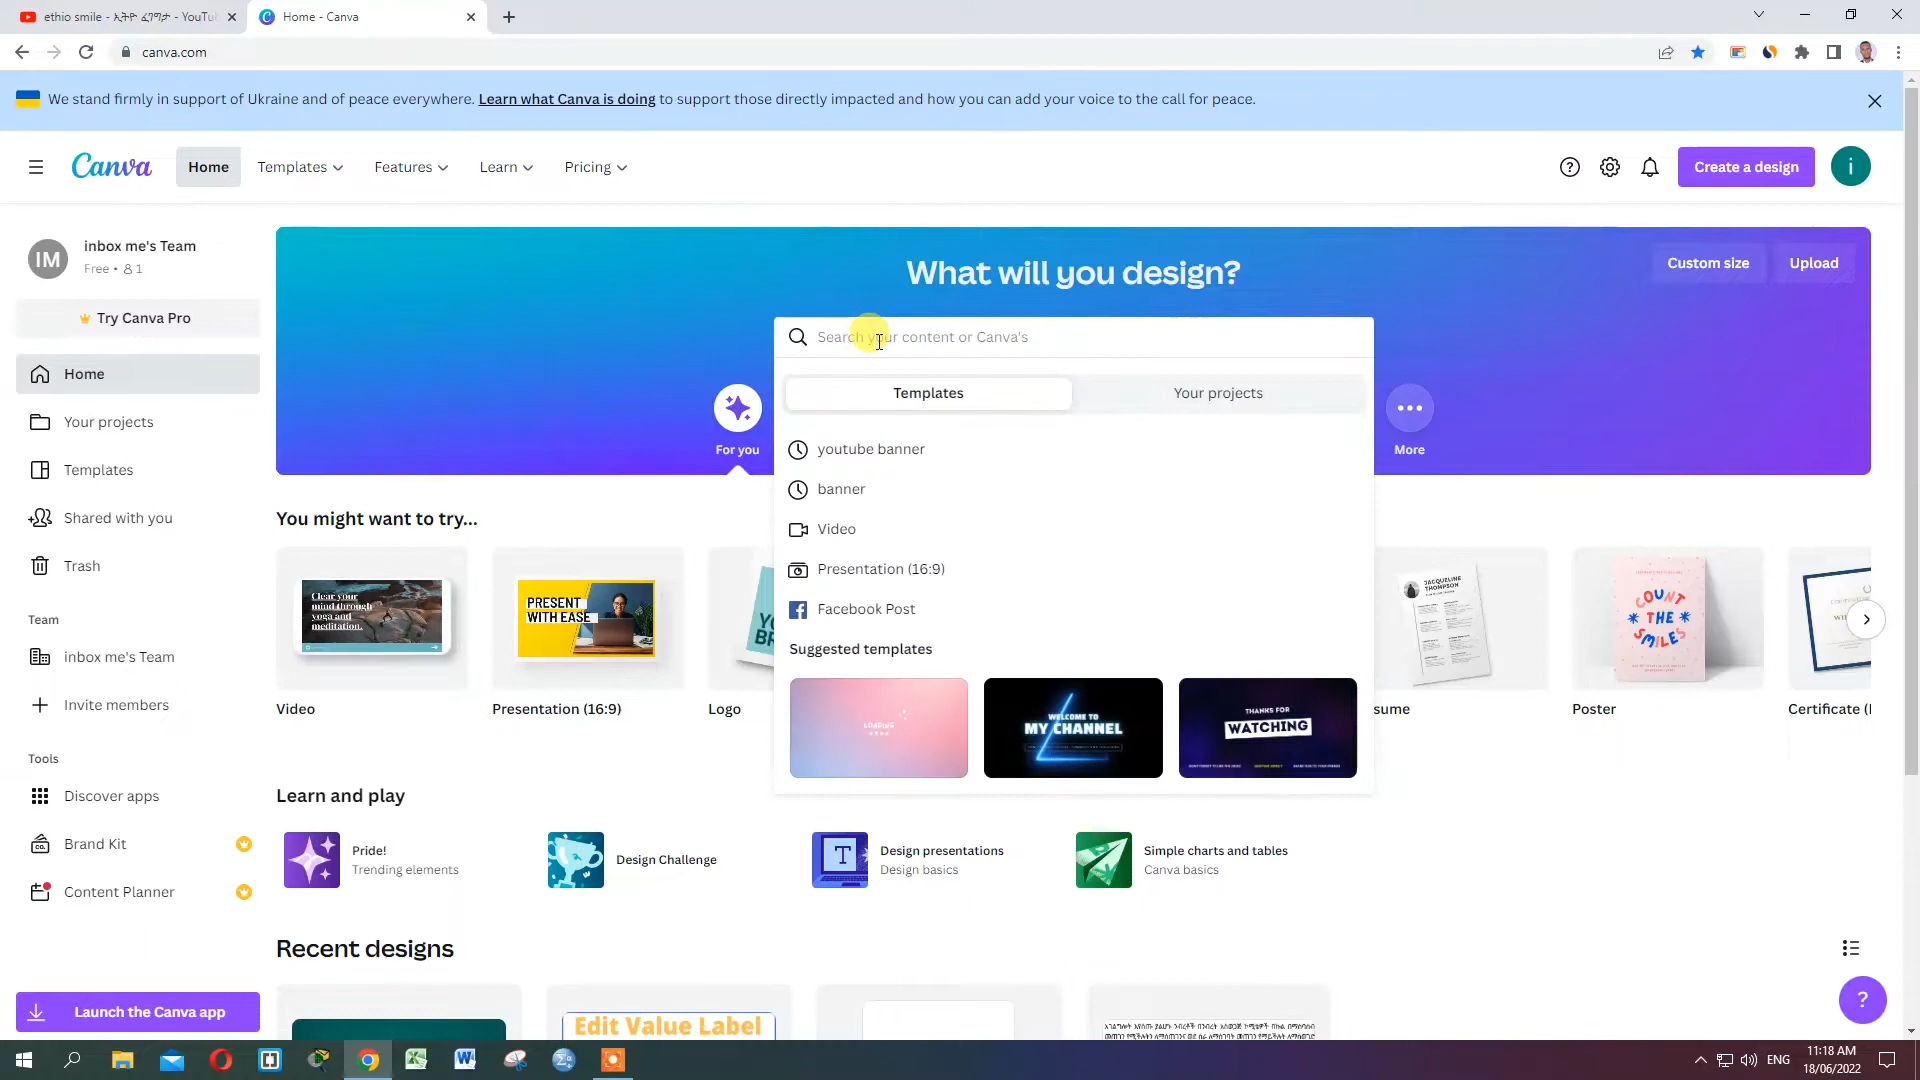 ethio smile - ኢትዮ ፈገግታ - YouTu
Home - Canva
canva.com
We stand firmly in support of Ukraine and of peace everywhere. Learn what Canva is doing to support those directly impacted and how you can add your voice to the call for peace.
Canva
Home
Templates
Features
Learn
Pricing
Create a design
i
IM
inbox me's Team
Free • 1
Try Canva Pro
Home
Your projects
Templates
Shared with you
Trash
Team
inbox me's Team
Invite members
Tools
Discover apps
Brand Kit
Content Planner
Launch the Canva app
What will you design?
Custom size
Upload
Search your content or Canva's
Templates
Your projects
For you
More
youtube banner
banner
Video
Presentation (16:9)
Facebook Post
Suggested templates
LOADING
WELCOME TO
MY CHANNEL
THANKS FOR
WATCHING
You might want to try...
Clear your
mind through
yoga and
meditation.
PRESENT
WITH EASE
JACQUELINE
THOMPSON
COUNT
THE
SMILES
Video
Presentation (16:9)
Logo
sume
Poster
Certificate (
Learn and play
Pride!
Trending elements
Design Challenge
T
Design presentations
Design basics
Simple charts and tables
Canva basics
Recent designs
Edit Value Label
?
ENG
11:18 AM
18/06/2022